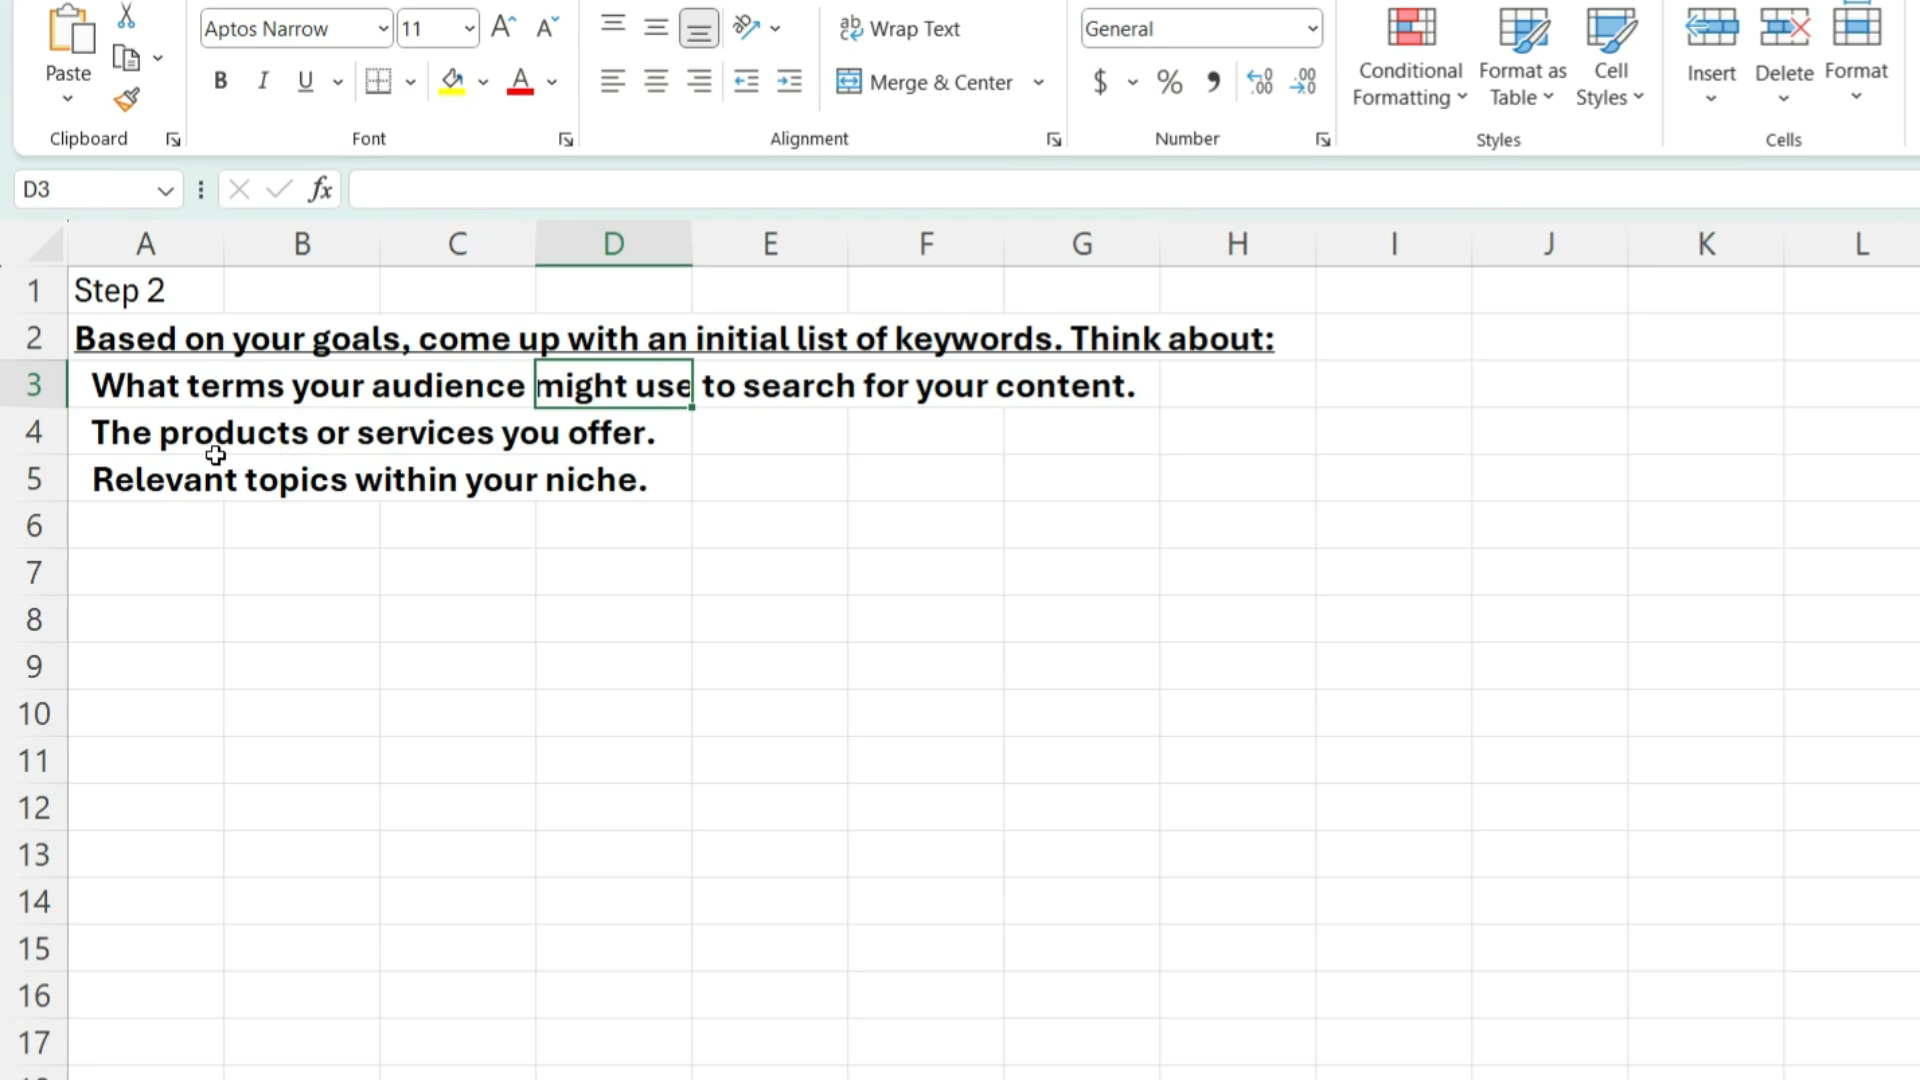 Aptos Narrow 11 Wrap Text General
Paste B I U Merge & Center $ % Conditional Formatting Format as Table Cell Styles Insert Delete Format
Clipboard Font Alignment Number Styles Cells
D3 fx
A B C D E F G H I J K L
1 Step 2
2 Based on your goals, come up with an initial list of keywords. Think about:
3 What terms your audience might use to search for your content.
4 The products or services you offer.
5 Relevant topics within your niche.
6
7
8
9
10
11
12
13
14
15
16
17